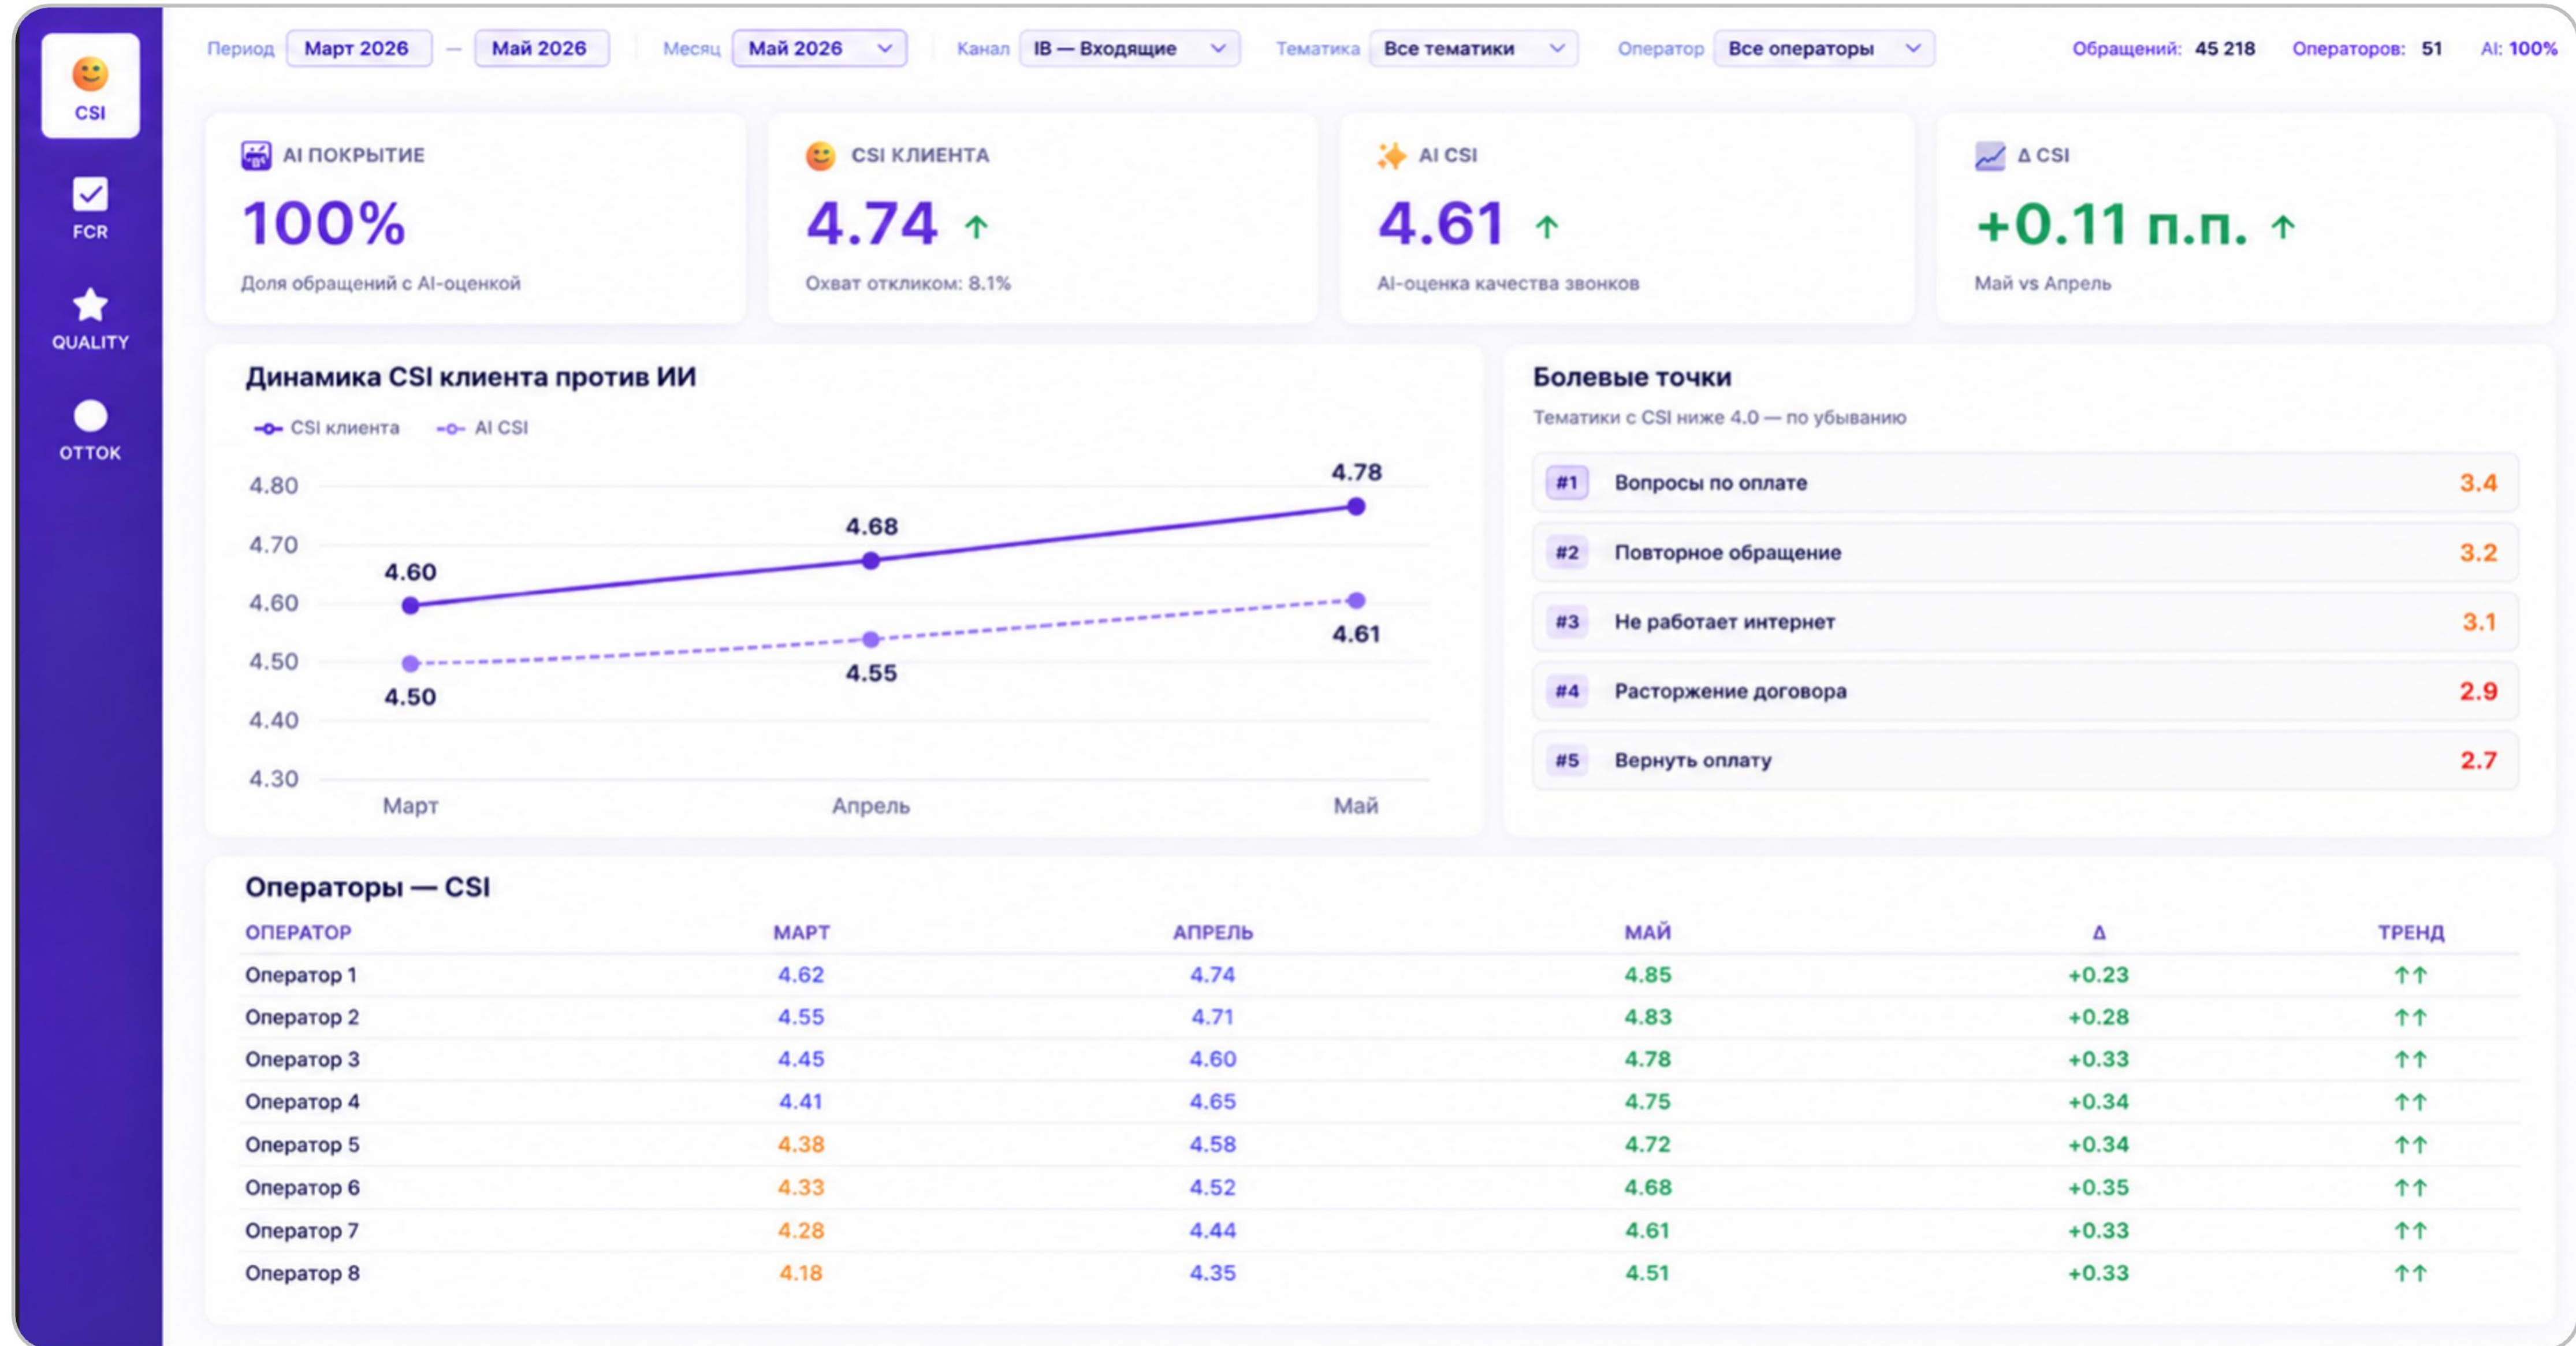 Период Март 2026 — Май 2026 Месяц Май 2026 Канал IB — Входящие Тематика Все тематики Оператор Все операторы Обращений: 45 218 Операторов: 51 AI: 100%
CSI
FCR
QUALITY
ОТТОК
AI ПОКРЫТИЕ
100%
Доля обращений с AI-оценкой
CSI КЛИЕНТА
4.74 ↑
Охват откликом: 8.1%
AI CSI
4.61 ↑
AI-оценка качества звонков
Δ CSI
+0.11 п.п. ↑
Май vs Апрель
Динамика CSI клиента против ИИ
CSI клиента AI CSI
4.80
4.70
4.60
4.50
4.40
4.30
4.60
4.68
4.78
4.50
4.55
4.61
Март Апрель Май
Болевые точки
Тематики с CSI ниже 4.0 — по убыванию
#1 Вопросы по оплате 3.4
#2 Повторное обращение 3.2
#3 Не работает интернет 3.1
#4 Расторжение договора 2.9
#5 Вернуть оплату 2.7
Операторы — CSI
ОПЕРАТОР МАРТ АПРЕЛЬ МАЙ Δ ТРЕНД
Оператор 1 4.62 4.74 4.85 +0.23 ↑↑
Оператор 2 4.55 4.71 4.83 +0.28 ↑↑
Оператор 3 4.45 4.60 4.78 +0.33 ↑↑
Оператор 4 4.41 4.65 4.75 +0.34 ↑↑
Оператор 5 4.38 4.58 4.72 +0.34 ↑↑
Оператор 6 4.33 4.52 4.68 +0.35 ↑↑
Оператор 7 4.28 4.44 4.61 +0.33 ↑↑
Оператор 8 4.18 4.35 4.51 +0.33 ↑↑